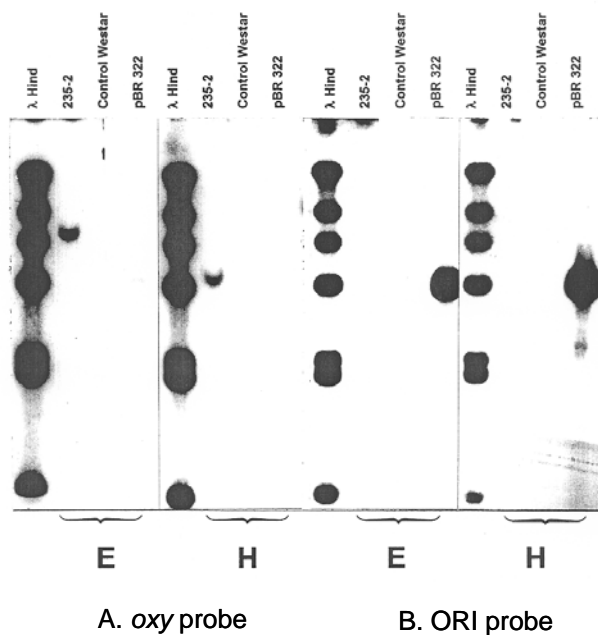 λ Hind
235-2
Control Westar
pBR 322
λ Hind
235-2
Control Westar
pBR 322
λ Hind
235-2
Control Westar
pBR 322
λ Hind
235-2
Control Westar
pBR 322
E
H
E
H
A. oxy probe
B. ORI probe